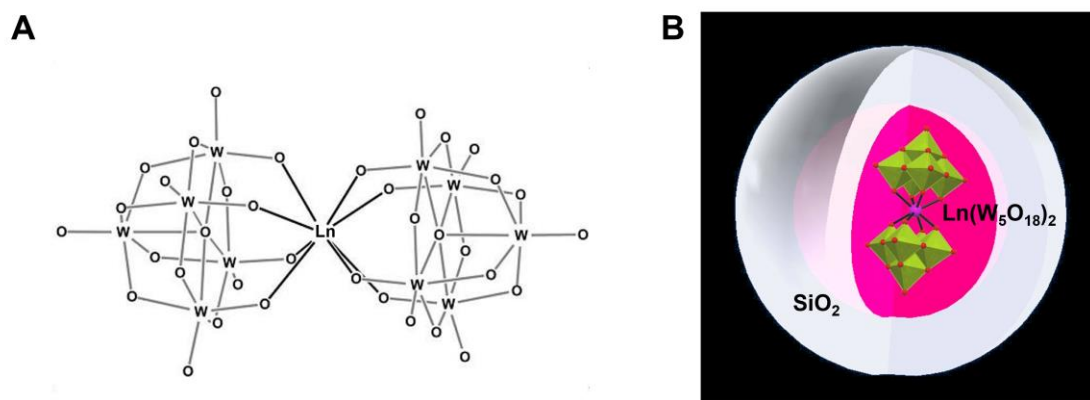 A
O
O
O O
W O O
O O W O
O O O W O
O W O O O
O W O Ln O W O
O W O O
O O O O
O W O W O
O W O O W
O O O
O
O
B
Ln(W₅O₁₈)₂
SiO₂